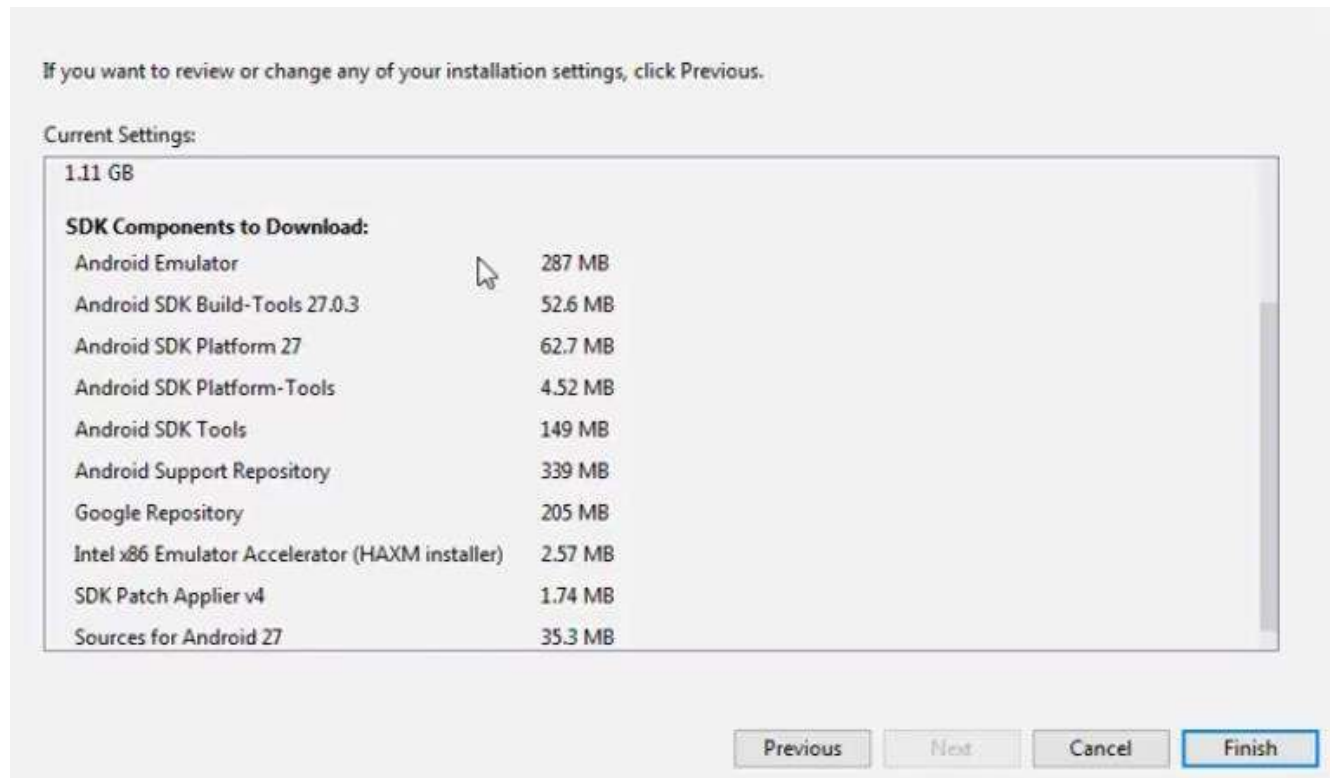 If you want to review or change any of your installation settings, click Previous.
Current Settings:
1.11 GB
SDK Components to Download:
Android Emulator 287 MB
Android SDK Build-Tools 27.0.3 52.6 MB
Android SDK Platform 27 62.7 MB
Android SDK Platform-Tools 4.52 MB
Android SDK Tools 149 MB
Android Support Repository 339 MB
Google Repository 205 MB
Intel x86 Emulator Accelerator (HAXM installer) 2.57 MB
SDK Patch Applier v4 1.74 MB
Sources for Android 27 35.3 MB
Previous Next Cancel Finish